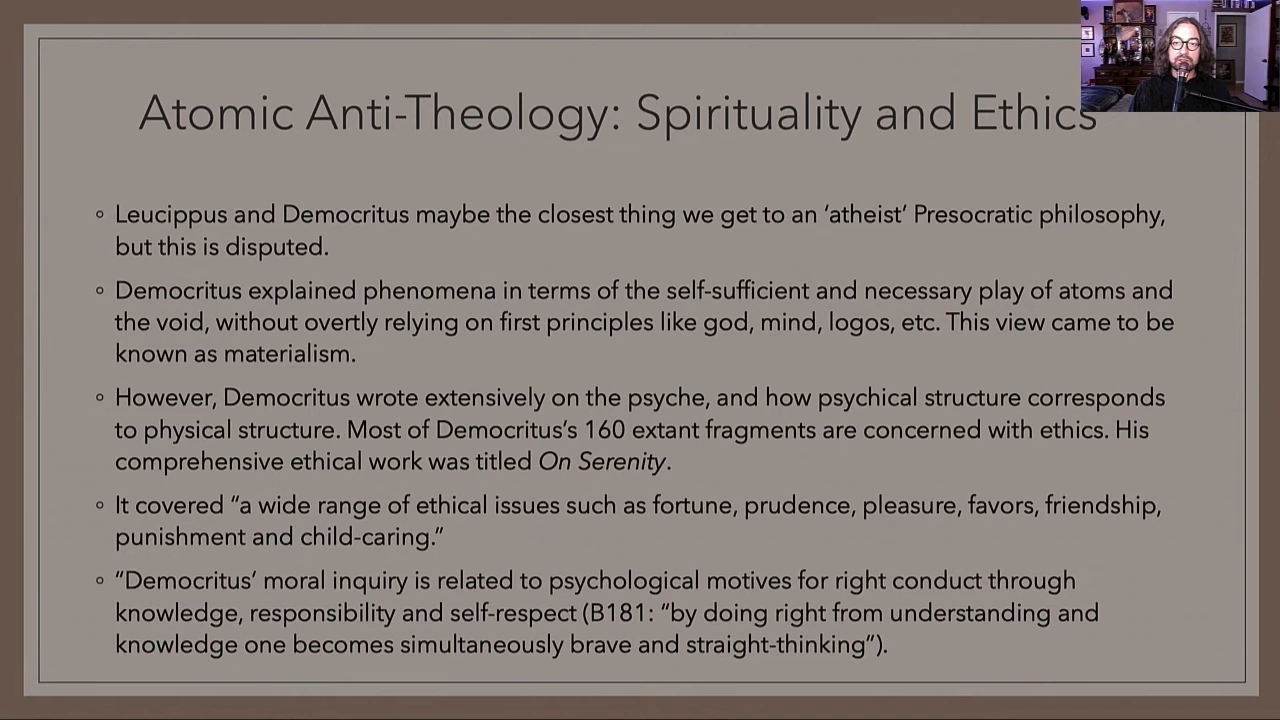 Atomic Anti-Theology: Spirituality and Ethics
◦ Leucippus and Democritus maybe the closest thing we get to an ‘atheist’ Presocratic philosophy,
but this is disputed.
◦ Democritus explained phenomena in terms of the self-sufficient and necessary play of atoms and
the void, without overtly relying on first principles like god, mind, logos, etc. This view came to be
known as materialism.
◦ However, Democritus wrote extensively on the psyche, and how psychical structure corresponds
to physical structure. Most of Democritus’s 160 extant fragments are concerned with ethics. His
comprehensive ethical work was titled On Serenity.
◦ It covered “a wide range of ethical issues such as fortune, prudence, pleasure, favors, friendship,
punishment and child-caring.”
◦ “Democritus’ moral inquiry is related to psychological motives for right conduct through
knowledge, responsibility and self-respect (B181: “by doing right from understanding and
knowledge one becomes simultaneously brave and straight-thinking”).